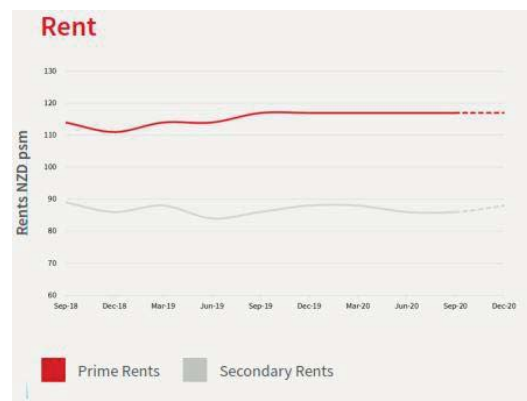 Rent
Rents NZD psm
130
120
110
100
90
80
70
60
Sep-18 Dec-18 Mar-19 Jun-19 Sep-19 Dec-19 Mar-20 Jun-20 Sep-20 Dec-20
Prime Rents Secondary Rents